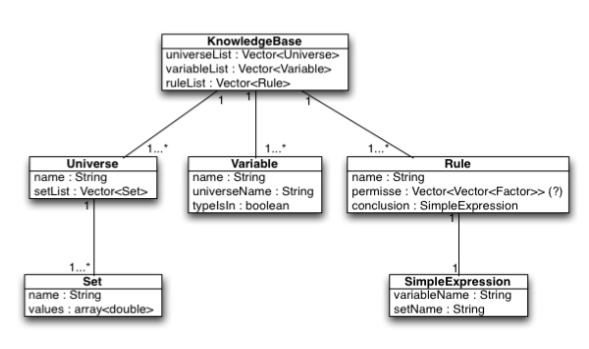 KnowledgeBase
universeList : Vector<Universe>
variableList : Vector<Variable>
ruleList : Vector<Rule>
1
1
1
1...*
1...*
1...*
Universe
name : String
setList : Vector<Set>
Variable
name : String
universeName : String
typeIsIn : boolean
Rule
name : String
permisse : Vector<Vector<Factor>> (?)
conclusion : SimpleExpression
1
1
1...*
1
Set
name : String
values : array<double>
SimpleExpression
variableName : String
setName : String